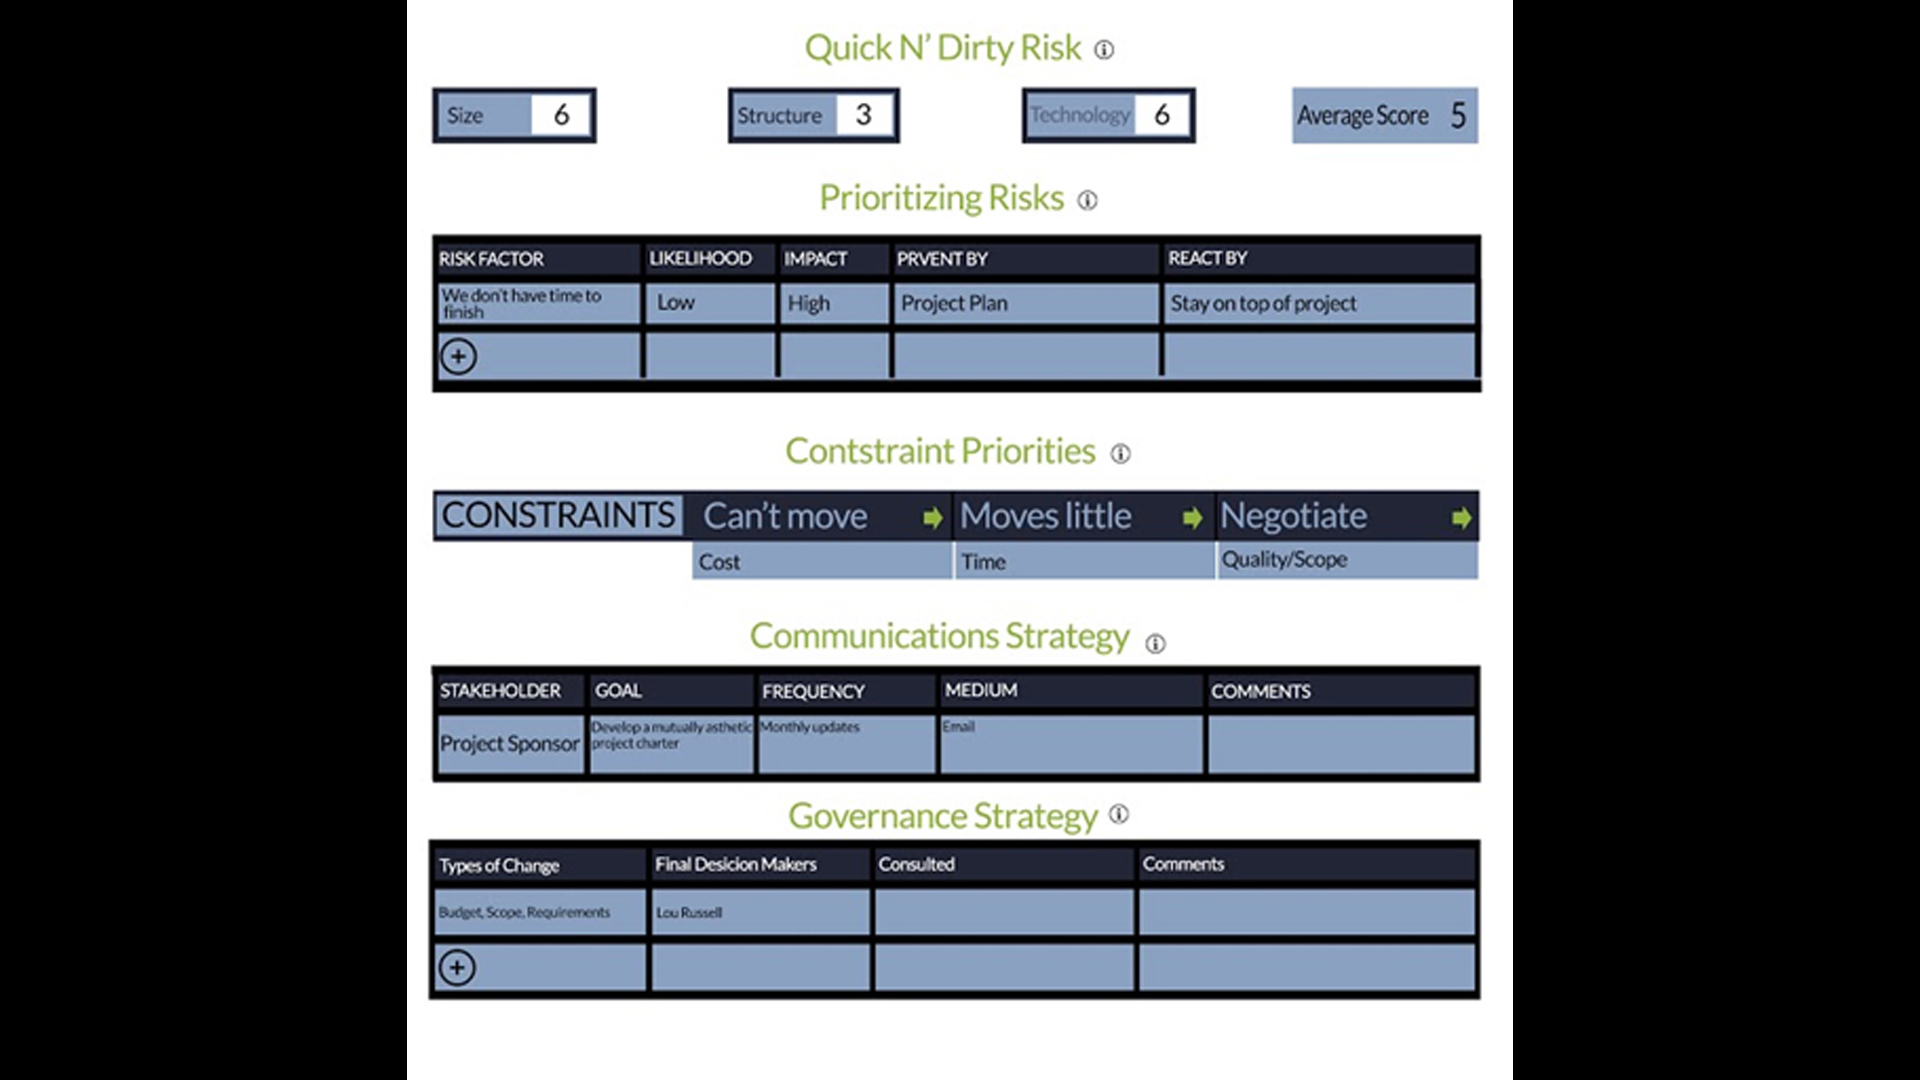 Quick N' Dirty Risk
Size 6 Structure 3 Technology 6 Average Score 5
Prioritizing Risks
RISK FACTOR LIKELIHOOD IMPACT PRVENT BY REACT BY
We don't have time to
finish
Low High Project Plan Stay on top of project
Contstraint Priorities
CONSTRAINTS Can't move Moves little Negotiate
Cost Time Quality/Scope
Communications Strategy
STAKEHOLDER GOAL FREQUENCY MEDIUM COMMENTS
Project Sponsor
Develop a mutually asthetic
project charter
Monthly updates Email
Governance Strategy
Types of Change Final Desicion Makers Consulted Comments
Budget, Scope, Requirements Lou Russell